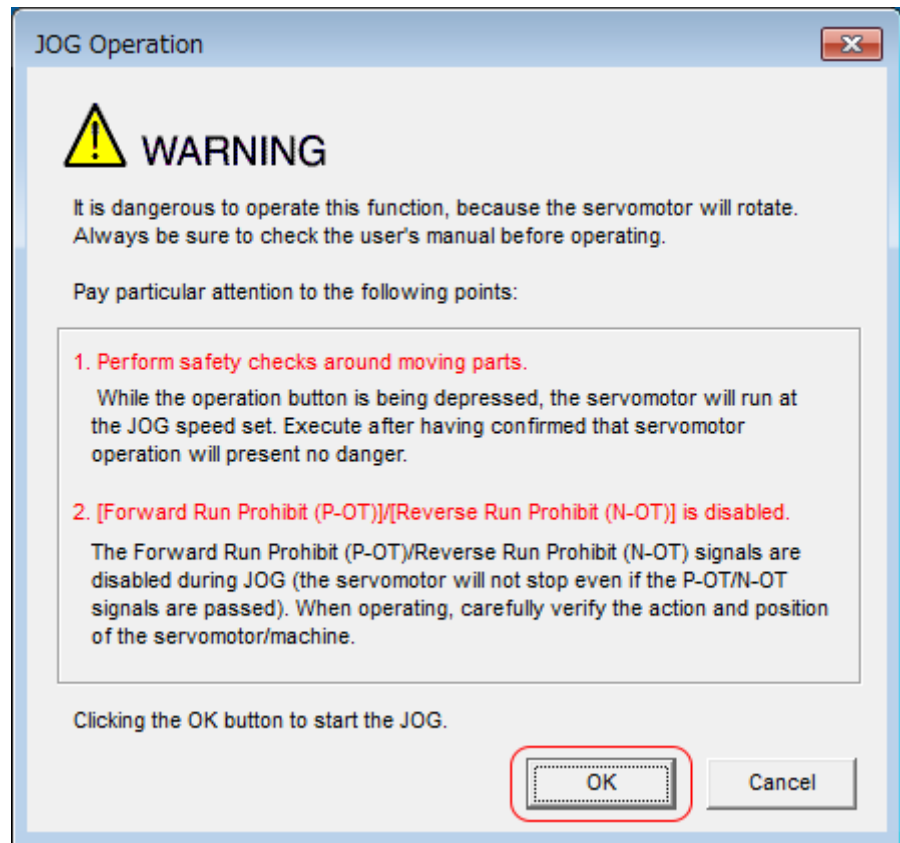 JOG Operation
WARNING
It is dangerous to operate this function, because the servomotor will rotate.
Always be sure to check the user's manual before operating.
Pay particular attention to the following points:
1. Perform safety checks around moving parts.
While the operation button is being depressed, the servomotor will run at
the JOG speed set. Execute after having confirmed that servomotor
operation will present no danger.
2. [Forward Run Prohibit (P-OT)]/[Reverse Run Prohibit (N-OT)] is disabled.
The Forward Run Prohibit (P-OT)/Reverse Run Prohibit (N-OT) signals are
disabled during JOG (the servomotor will not stop even if the P-OT/N-OT
signals are passed). When operating, carefully verify the action and position
of the servomotor/machine.
Clicking the OK button to start the JOG.
OK
Cancel